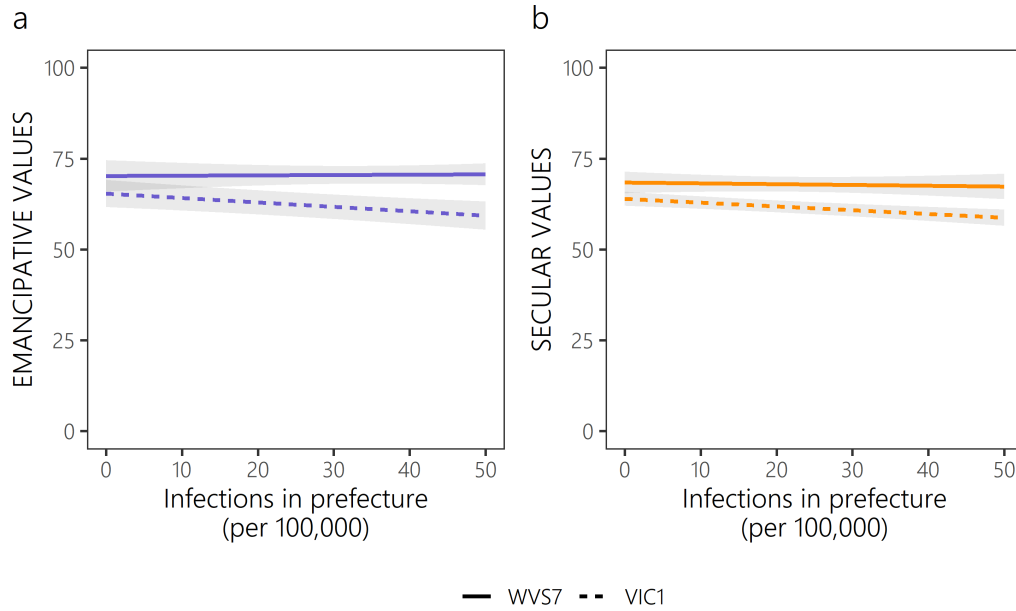 a
EMANCIPATIVE VALUES
100
75
50
25
0
0 10 20 30 40 50
Infections in prefecture
(per 100,000)
b
SECULAR VALUES
100
75
50
25
0
0 10 20 30 40 50
Infections in prefecture
(per 100,000)
WVS7 VIC1